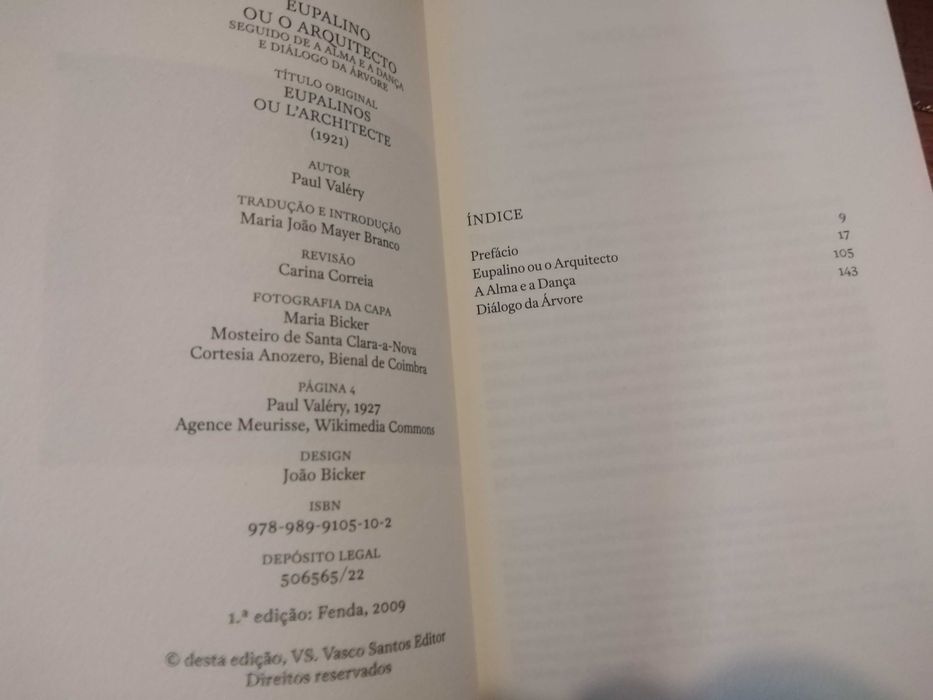 EUPALINO
OU O ARQUITECTO
SEGUIDO DE A ALMA E A DANÇA
E DIÁLOGO DA ÁRVORE
TÍTULO ORIGINAL
EUPALINOS
OU L'ARCHITECTE
(1921)
AUTOR
Paul Valéry
TRADUÇÃO E INTRODUÇÃO
Maria João Mayer Branco
REVISÃO
Carina Correia
FOTOGRAFIA DA CAPA
Maria Bicker
Mosteiro de Santa Clara-a-Nova
Cortesia Anozero, Bienal de Coimbra
PÁGINA 4
Paul Valéry, 1927
Agence Meurisse, Wikimedia Commons
DESIGN
João Bicker
ISBN
978-989-9105-10-2
DEPÓSITO LEGAL
506565/22
1.ª edição: Fenda, 2009
© desta edição, VS. Vasco Santos Editor
Direitos reservados
ÍNDICE
Prefácio 9
Eupalino ou o Arquitecto 17
A Alma e a Dança 105
Diálogo da Árvore 143